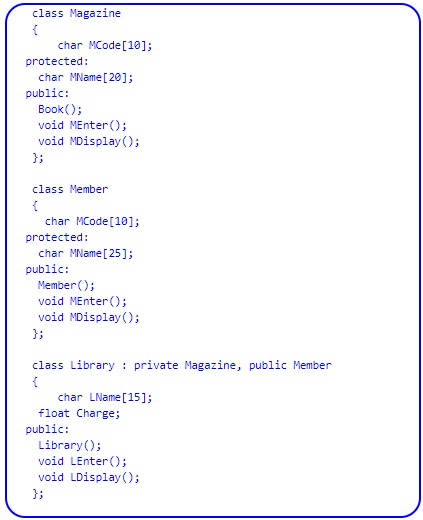 class Magazine
{
char MCode[10];
protected:
char MName[20];
public:
Book();
void MEnter();
void MDisplay();
};
class Member
{
char MCode[10];
protected:
char MName[25];
public:
Member();
void MEnter();
void MDisplay();
};
class Library : private Magazine, public Member
{
char LName[15];
float Charge;
public:
Library();
void LEnter();
void LDisplay();
};